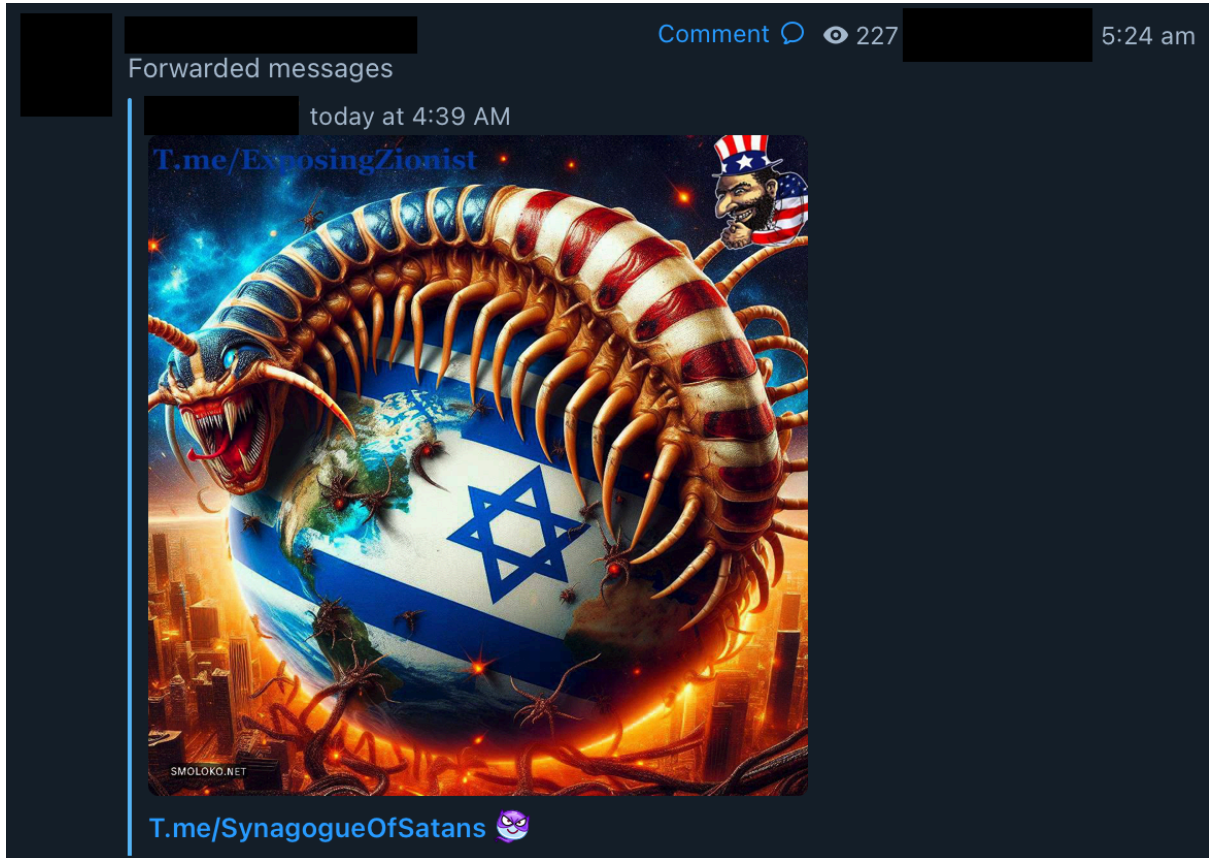 Comment 227 5:24 am
Forwarded messages
today at 4:39 AM
T.me/ExposingZionist
SMOLOKO.NET
T.me/SynagogueOfSatans